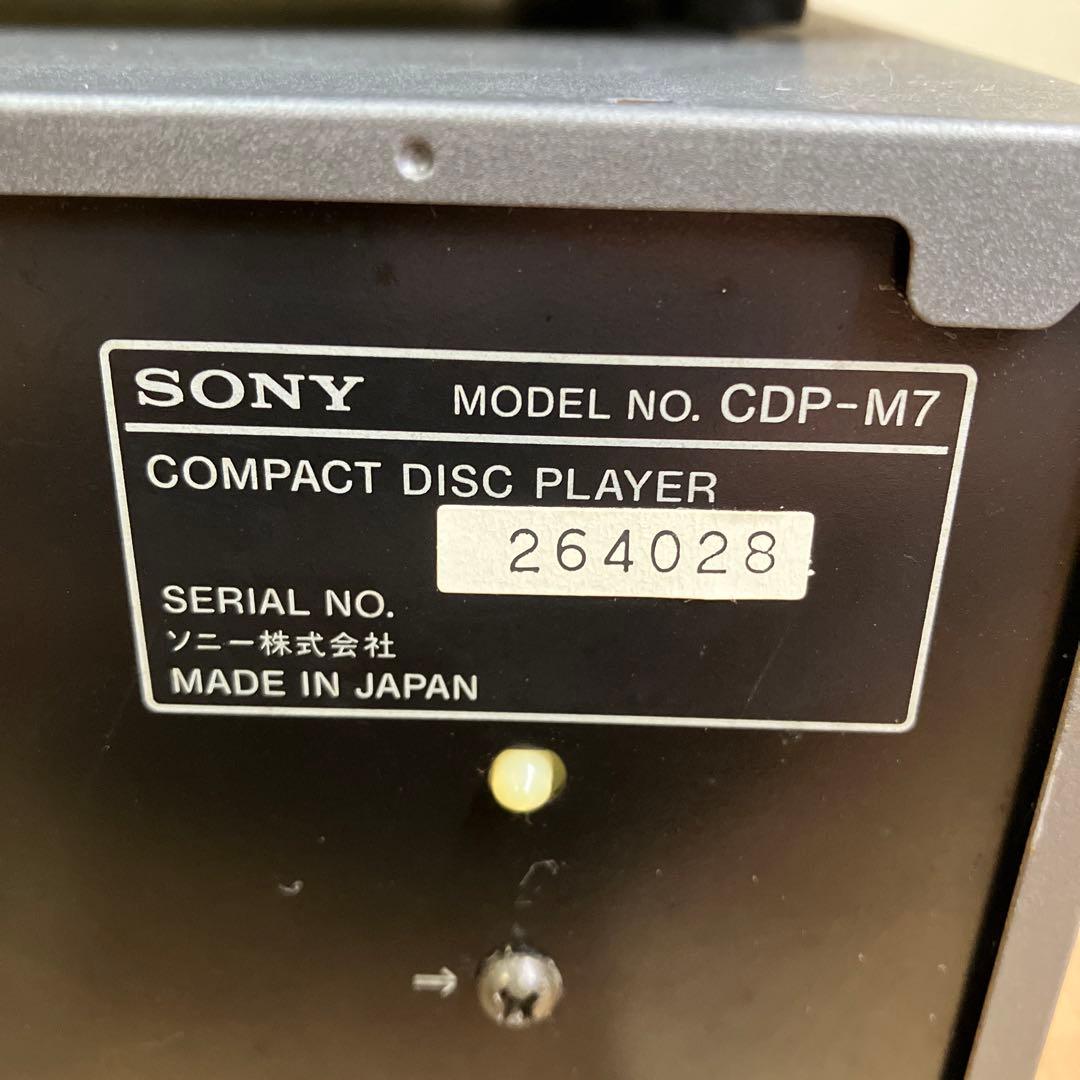 SONY MODEL NO. CDP-M7
COMPACT DISC PLAYER
264028
SERIAL NO.
ソニー株式会社
MADE IN JAPAN